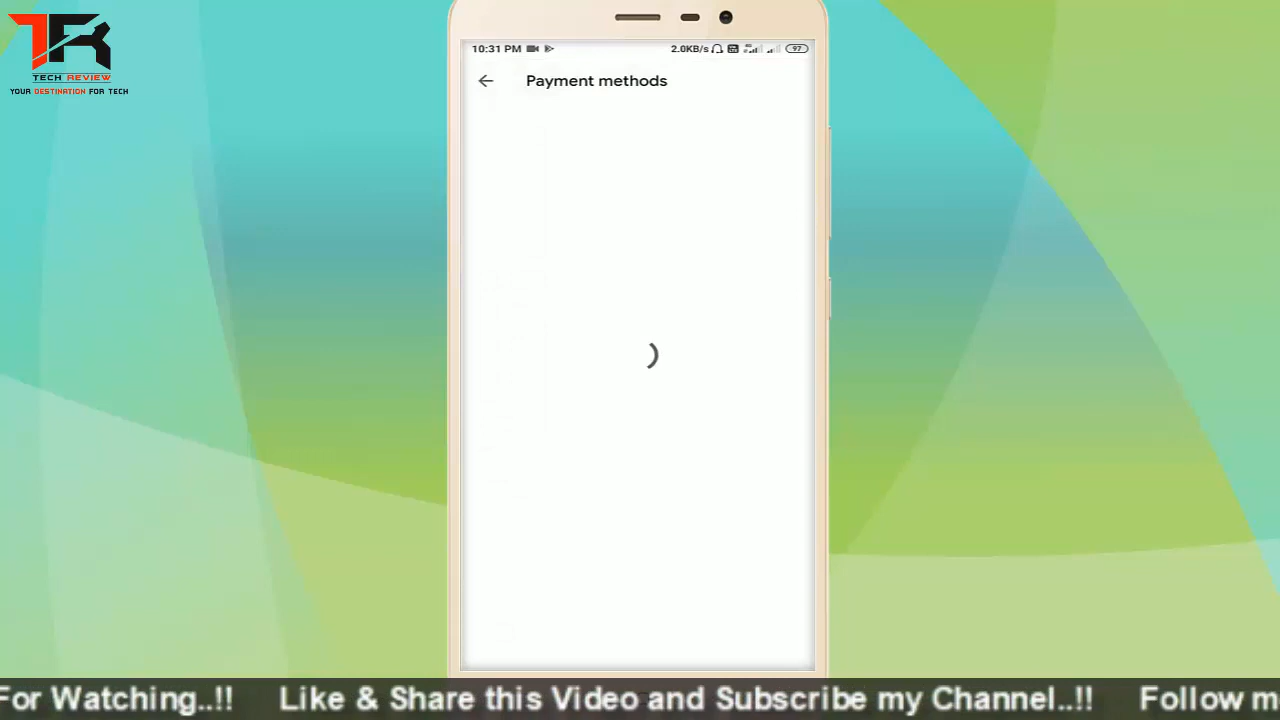 TECH REVIEW
YOUR DESTINATION FOR TECH
10:31 PM
2.0KB/s
97
Payment methods
For Watching..!! Like & Share this Video and Subscribe my Channel..!! Follow m